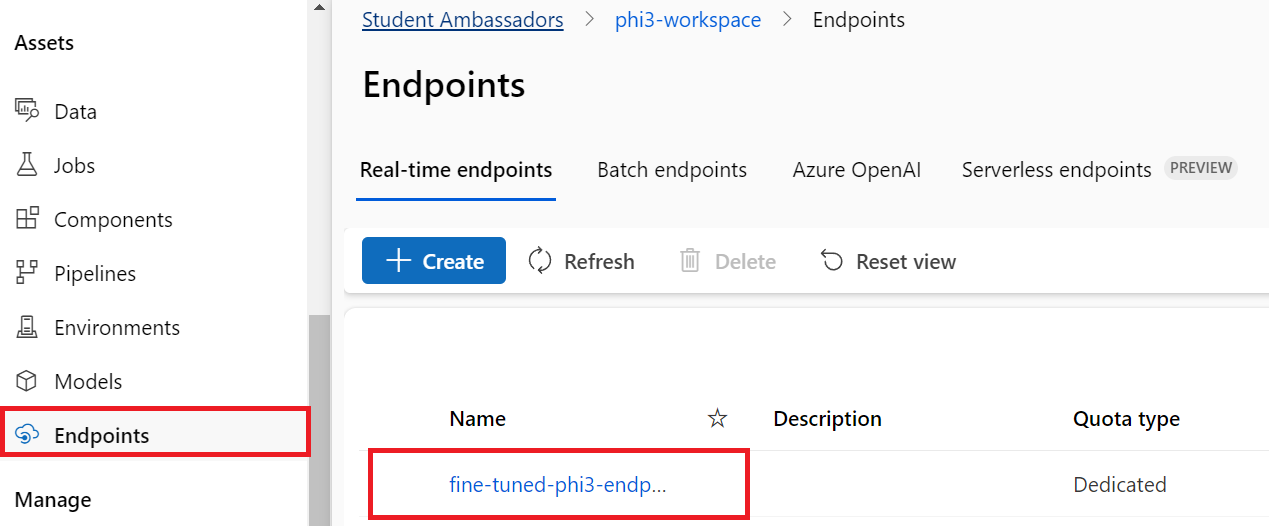 Assets
Data
Jobs
Components
Pipelines
Environments
Models
Endpoints
Manage
Student Ambassadors > phi3-workspace > Endpoints
Endpoints
Real-time endpoints Batch endpoints Azure OpenAI Serverless endpoints PREVIEW
Create Refresh Delete Reset view
Name Description Quota type
fine-tuned-phi3-endp... Dedicated